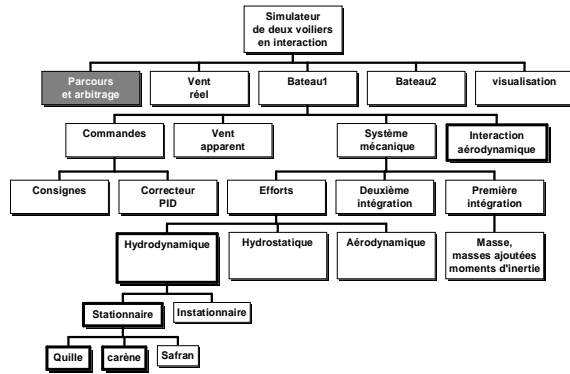 Simulateur
de deux voiliers
en interaction
Parcours
et arbitrage
Vent
réel
Bateau1
Bateau2
visualisation
Commandes
Vent
apparent
Système
mécanique
Interaction
aérodynamique
Consignes
Correcteur
PID
Efforts
Deuxième
intégration
Première
intégration
Hydrodynamique
Hydrostatique
Aérodynamique
Masse,
masses ajoutées
moments d'inertie
Stationnaire
Instationnaire
Quille
carène
Safran